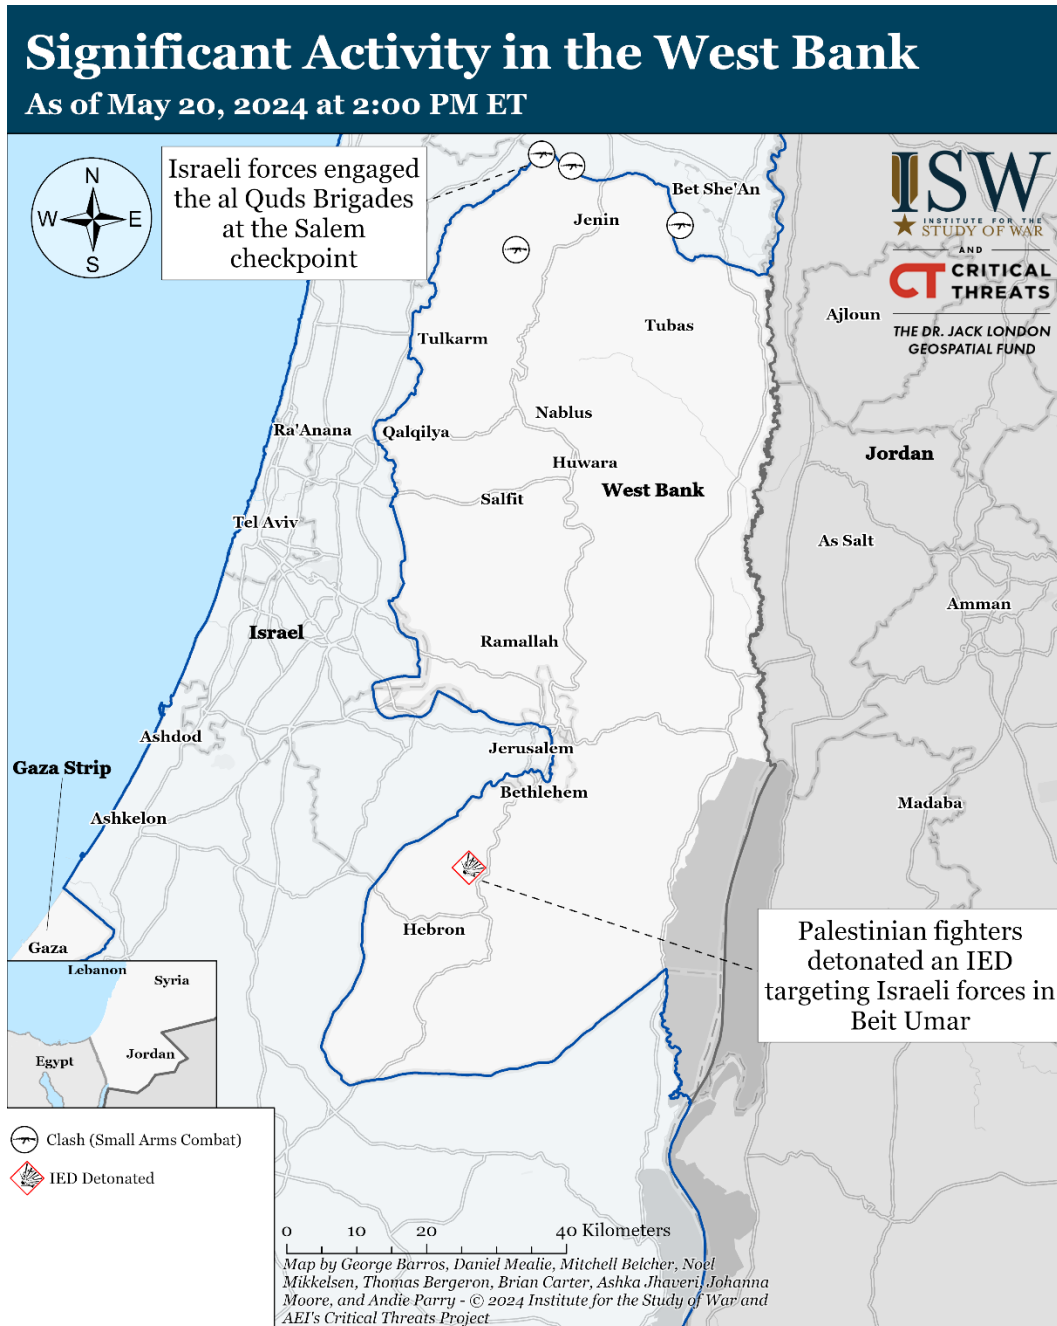 Significant Activity in the West Bank
As of May 20, 2024 at 2:00 PM ET
N
W
E
S
Israeli forces engaged
the al Quds Brigades
at the Salem
checkpoint
ISW
INSTITUTE FOR THE
STUDY OF WAR
AND
CT CRITICAL
THREATS
THE DR. JACK LONDON
GEOSPATIAL FUND
Bet She'An
Jenin
Ajloun
Tubas
Tulkarm
Nablus
Ra'Anana
Qalqilya
Jordan
Huwara
West Bank
Salfit
Tel Aviv
As Salt
Amman
Israel
Ramallah
Ashdod
Jerusalem
Gaza Strip
Bethlehem
Madaba
Ashkelon
Hebron
Gaza
Palestinian fighters
detonated an IED
targeting Israeli forces in
Beit Umar
Lebanon
Syria
Jordan
Egypt
Clash (Small Arms Combat)
IED Detonated
0 10 20 40 Kilometers
Map by George Barros, Daniel Mealie, Mitchell Belcher, Noel
Mikkelsen, Thomas Bergeron, Brian Carter, Ashka Jhaveri, Johanna
Moore, and Andie Parry - © 2024 Institute for the Study of War and
AEI's Critical Threats Project